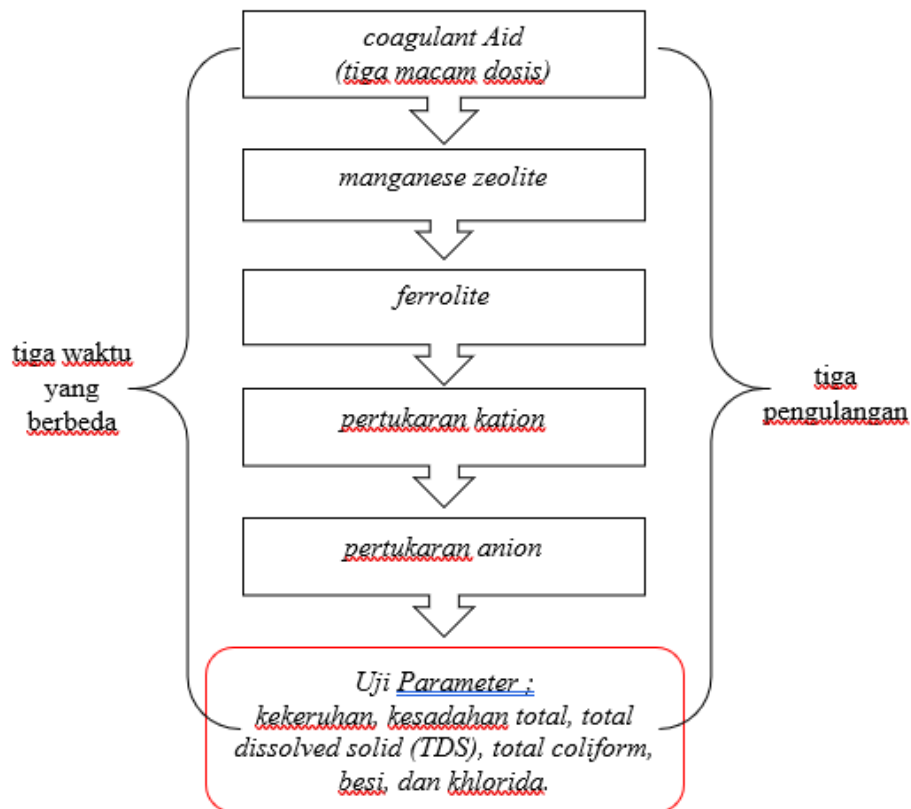 coagulant Aid
(tiga macam dosis)
manganese zeolite
ferrolite
tiga waktu
yang
berbeda
tiga
pengulangan
pertukaran kation
pertukaran anion
Uji Parameter ;
kekeruhan, kesadahan total, total
dissolved solid (TDS), total coliform,
besi, dan khlorida.